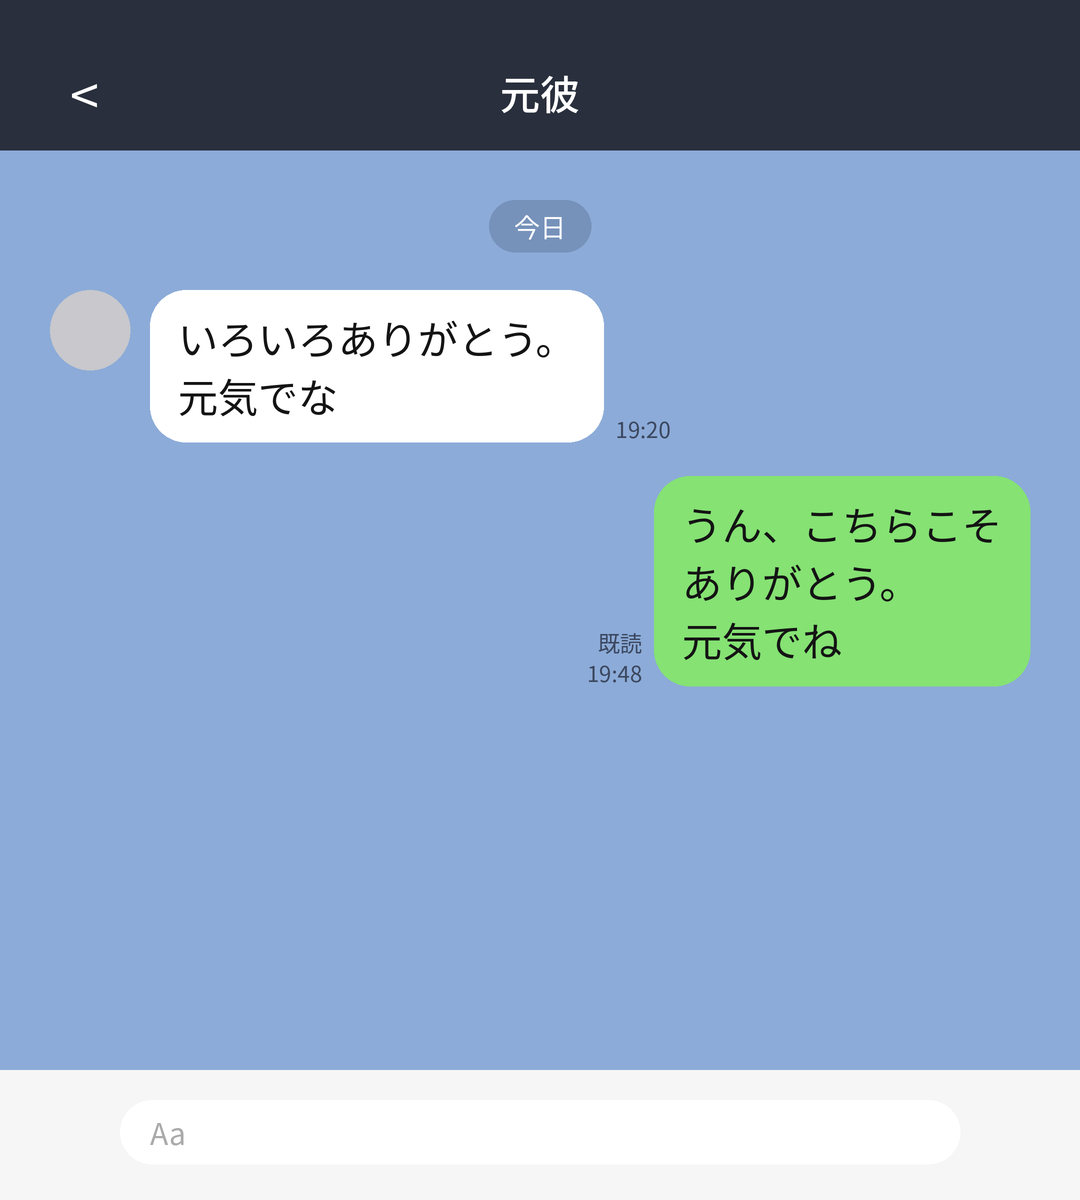 <
元彼
今日
いろいろありがとう。
元気でな
19:20
うん、こちらこそ
ありがとう。
元気でね
既読
19:48
Aa